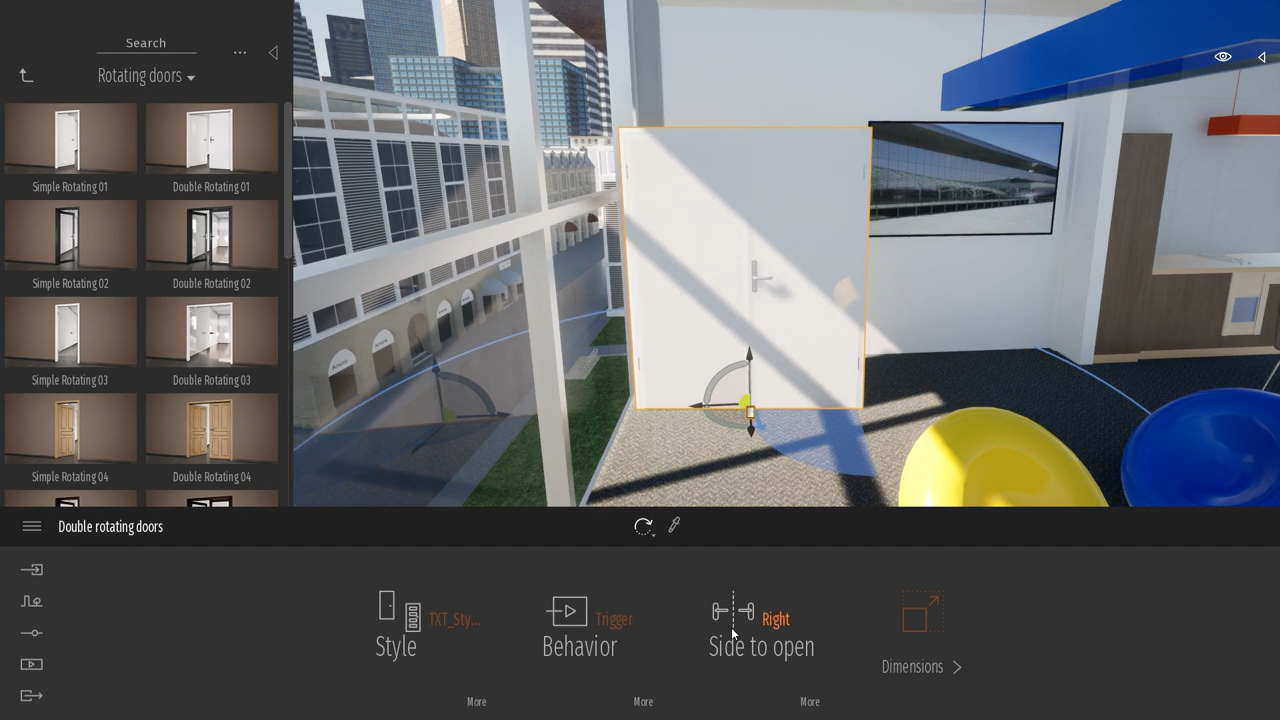 Search
...
Rotating doors
Simple Rotating 01
Double Rotating 01
Simple Rotating 02
Double Rotating 02
Simple Rotating 03
Double Rotating 03
Simple Rotating 04
Double Rotating 04
Double rotating doors
TXT_Sty...
Style
Trigger
Behavior
Right
Side to open
Dimensions
More
More
More